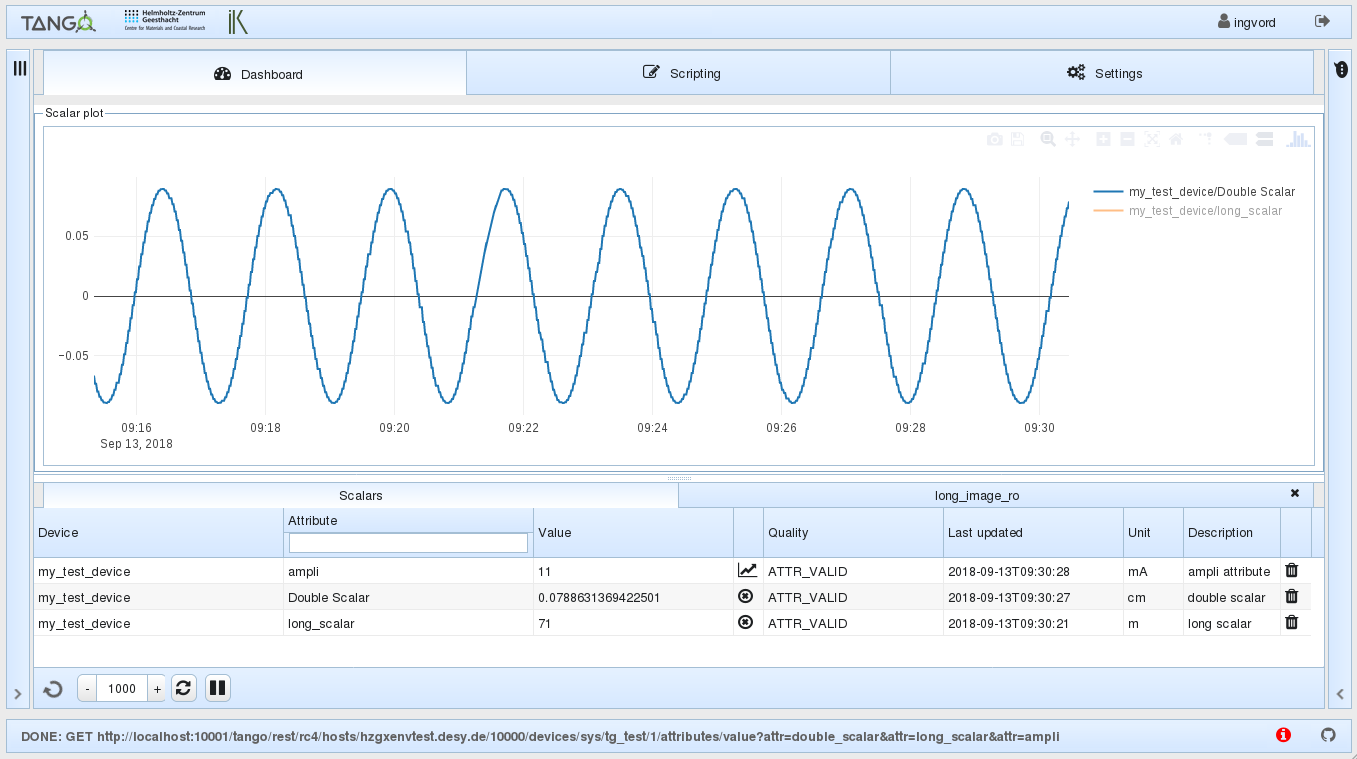 TANGO
Helmholtz-Zentrum
Geesthacht
Centre for Materials and Coastal Research
ingvord
Dashboard
Scripting
Settings
Scalar plot
my_test_device/Double Scalar
my_test_device/long_scalar
0.05
0
−0.05
09:16 09:18 09:20 09:22 09:24 09:26 09:28 09:30
Sep 13, 2018
Scalars
long_image_ro
Device Attribute Value Quality Last updated Unit Description
my_test_device ampli 11 ATTR_VALID 2018-09-13T09:30:28 mA ampli attribute
my_test_device Double Scalar 0.0788631369422501 ATTR_VALID 2018-09-13T09:30:27 cm double scalar
my_test_device long_scalar 71 ATTR_VALID 2018-09-13T09:30:21 m long scalar
- 1000 +
DONE: GET http://localhost:10001/tango/rest/rc4/hosts/hzgxenvtest.desy.de/10000/devices/sys/tg_test/1/attributes/value?attr=double_scalar&attr=long_scalar&attr=ampli